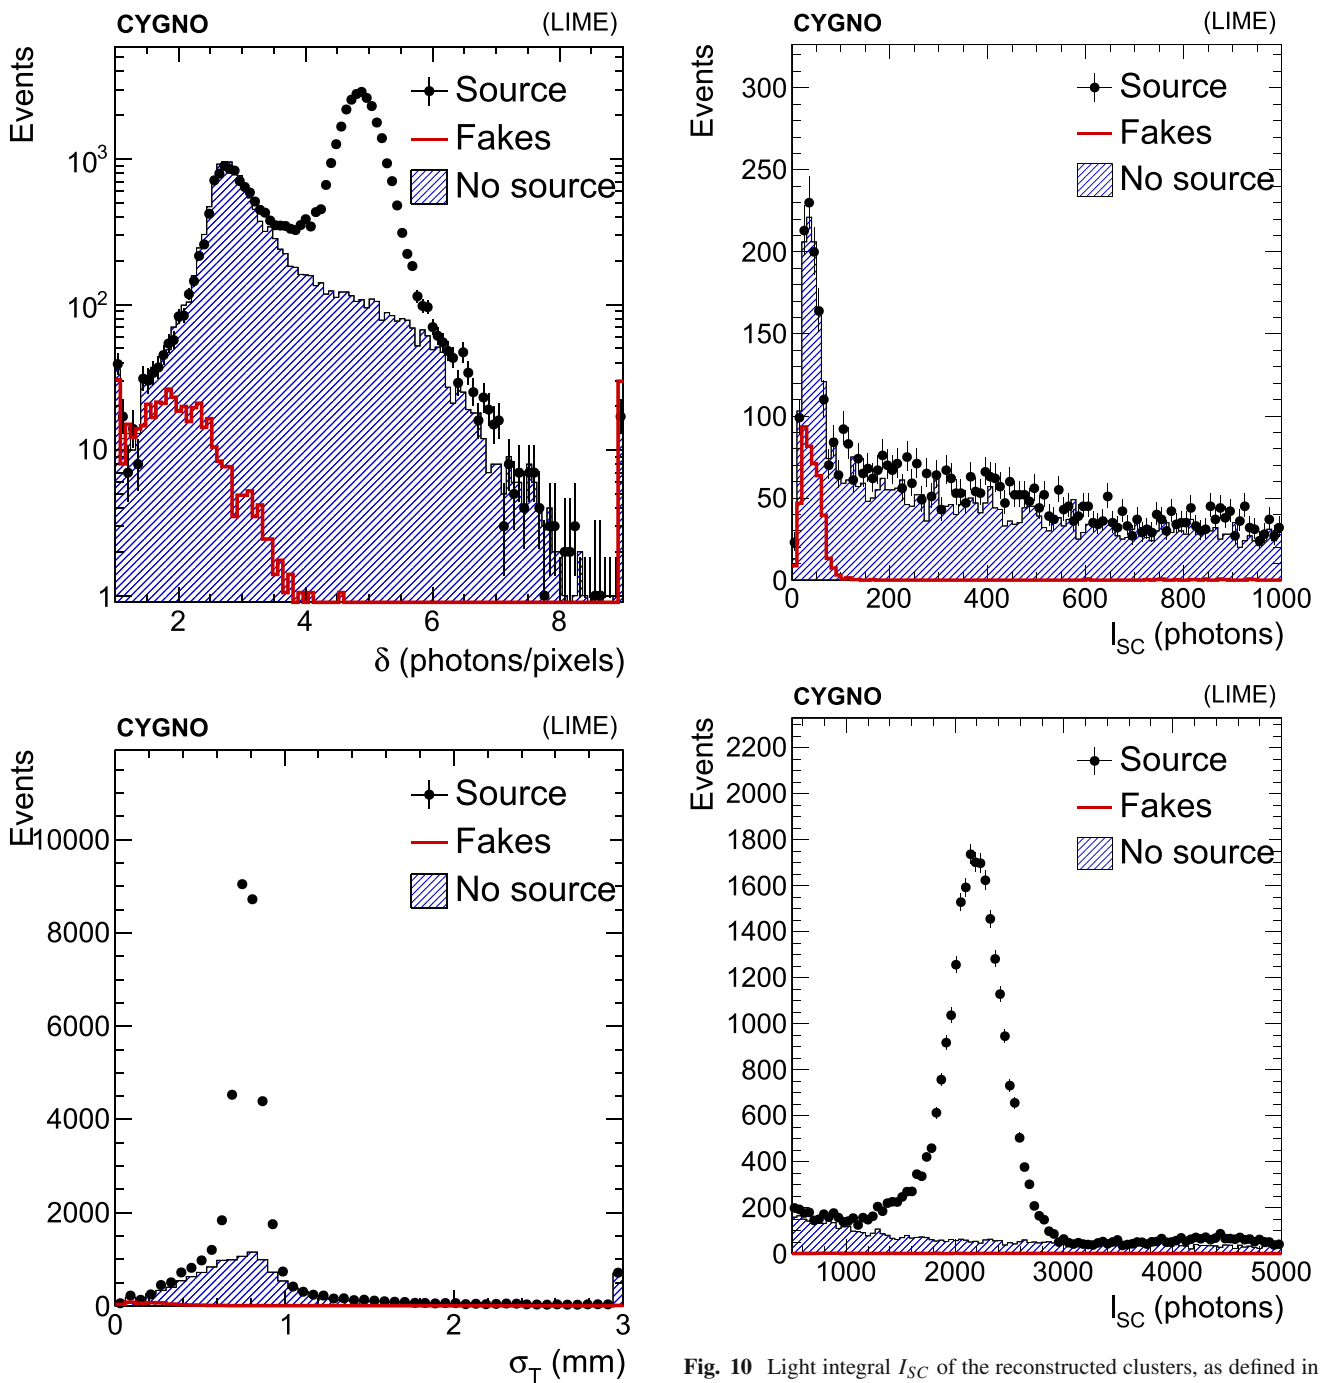 CYGNO (LIME)
Events
Source
Fakes
No source
10³
10²
10
1
2 4 6 8
δ (photons/pixels)
CYGNO (LIME)
Events
Source
Fakes
No source
10000
8000
6000
4000
2000
0
0 1 2 3
σ_T (mm)
CYGNO (LIME)
Events
Source
Fakes
No source
300
250
200
150
100
50
0
0 200 400 600 800 1000
I_SC (photons)
CYGNO (LIME)
Events
Source
Fakes
No source
2200
2000
1800
1600
1400
1200
1000
800
600
400
200
0
1000 2000 3000 4000 5000
I_SC (photons)
Fig. 10 Light integral I_SC of the reconstructed clusters, as defined in